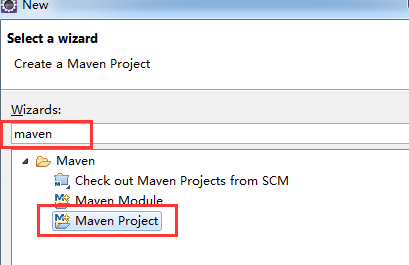 New
Select a wizard
Create a Maven Project
Wizards:
maven
Maven
Check out Maven Projects from SCM
Maven Module
Maven Project